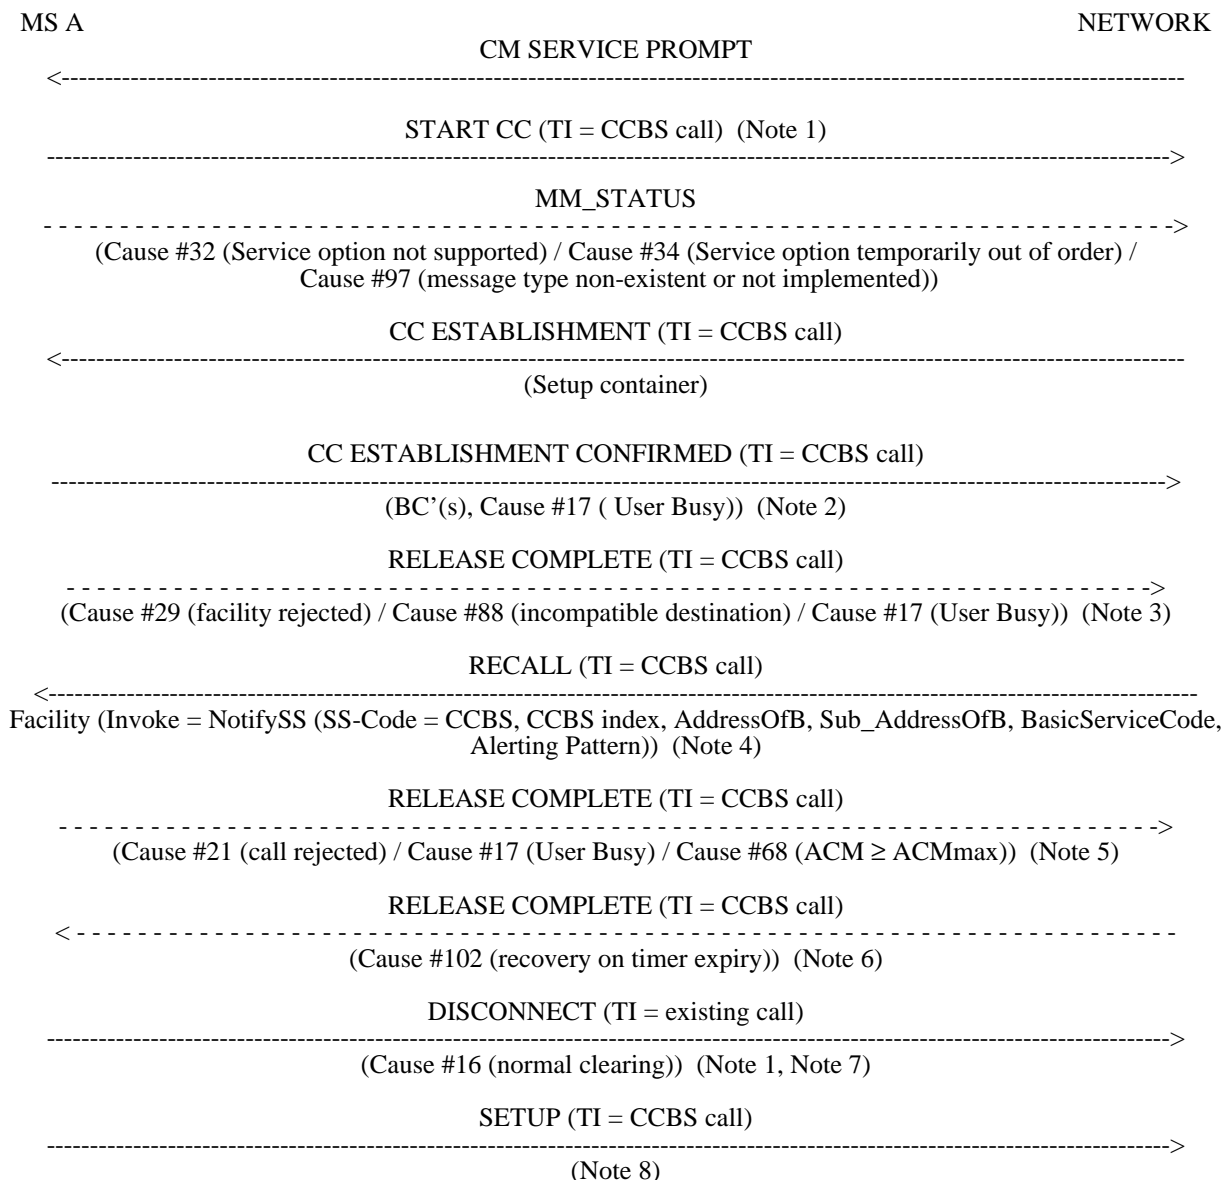 MS A NETWORK
CM SERVICE PROMPT
<------------------------------------------------------------------------------------------------------------------------------------
START CC (TI = CCBS call) (Note 1)
------------------------------------------------------------------------------------------------------------------------------------>
MM_STATUS
- - - - - - - - - - - - - - - - - - - - - - - - - - - - - - - - - - - - - - - - - - - - - - - - - - - - - - - - - - - - - - - - - - - - - - - - - - ->
(Cause #32 (Service option not supported) / Cause #34 (Service option temporarily out of order) /
Cause #97 (message type non-existent or not implemented))
CC ESTABLISHMENT (TI = CCBS call)
<------------------------------------------------------------------------------------------------------------------------------------
(Setup container)
CC ESTABLISHMENT CONFIRMED (TI = CCBS call)
------------------------------------------------------------------------------------------------------------------------------------>
(BC’(s), Cause #17 ( User Busy)) (Note 2)
RELEASE COMPLETE (TI = CCBS call)
- - - - - - - - - - - - - - - - - - - - - - - - - - - - - - - - - - - - - - - - - - - - - - - - - - - - - - - - - - - - - - - - - - - - - - - ->
(Cause #29 (facility rejected) / Cause #88 (incompatible destination) / Cause #17 (User Busy)) (Note 3)
RECALL (TI = CCBS call)
<---------------------------------------------------------------------------------------------------------------------------------------
Facility (Invoke = NotifySS (SS-Code = CCBS, CCBS index, AddressOfB, Sub_AddressOfB, BasicServiceCode,
Alerting Pattern)) (Note 4)
RELEASE COMPLETE (TI = CCBS call)
- - - - - - - - - - - - - - - - - - - - - - - - - - - - - - - - - - - - - - - - - - - - - - - - - - - - - - - - - - - - - - - - - - - - - - - - ->
(Cause #21 (call rejected) / Cause #17 (User Busy) / Cause #68 (ACM ≥ ACMmax)) (Note 5)
RELEASE COMPLETE (TI = CCBS call)
< - - - - - - - - - - - - - - - - - - - - - - - - - - - - - - - - - - - - - - - - - - - - - - - - - - - - - - - - - - - - - - - - - - - - - - - -
(Cause #102 (recovery on timer expiry)) (Note 6)
DISCONNECT (TI = existing call)
------------------------------------------------------------------------------------------------------------------------------------>
(Cause #16 (normal clearing)) (Note 1, Note 7)
SETUP (TI = CCBS call)
------------------------------------------------------------------------------------------------------------------------------------>
(Note 8)